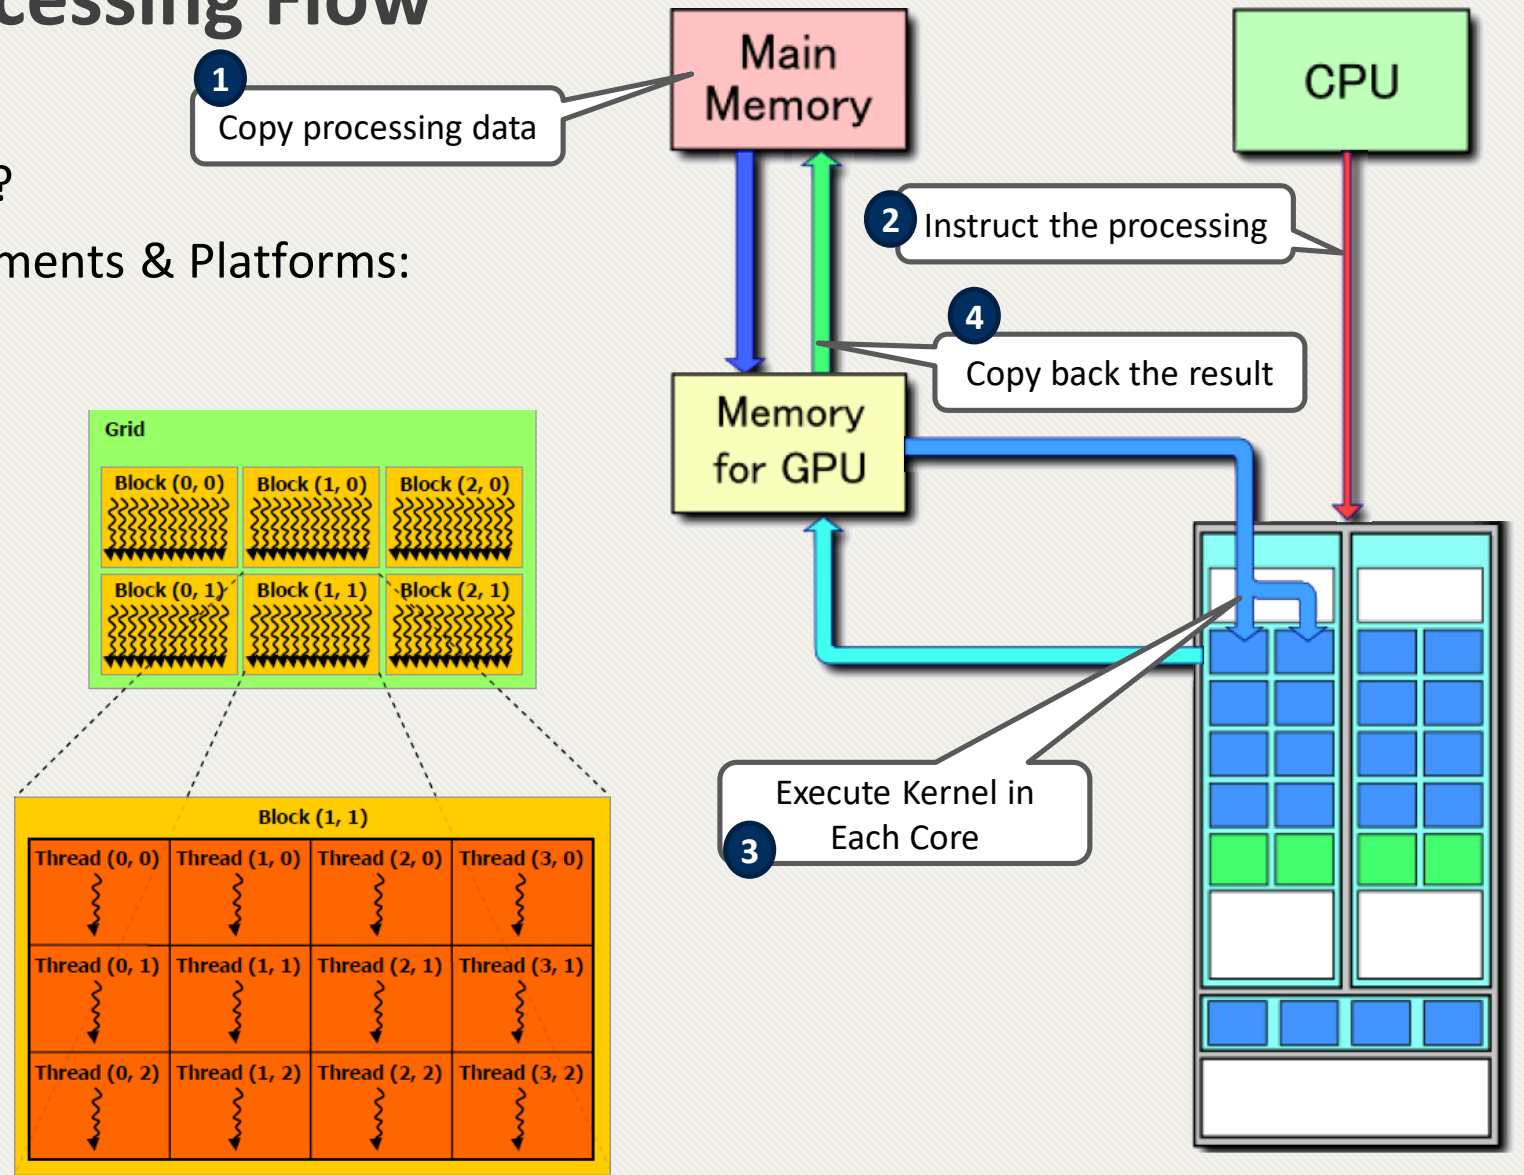 cessing Flow
?
ments & Platforms:
1
Copy processing data
Main
Memory
CPU
2
Instruct the processing
4
Copy back the result
Memory
for GPU
3
Execute Kernel in
Each Core
Grid
Block (0, 0) Block (1, 0) Block (2, 0)
Block (0, 1) Block (1, 1) Block (2, 1)
Block (1, 1)
Thread (0, 0) Thread (1, 0) Thread (2, 0) Thread (3, 0)
Thread (0, 1) Thread (1, 1) Thread (2, 1) Thread (3, 1)
Thread (0, 2) Thread (1, 2) Thread (2, 2) Thread (3, 2)